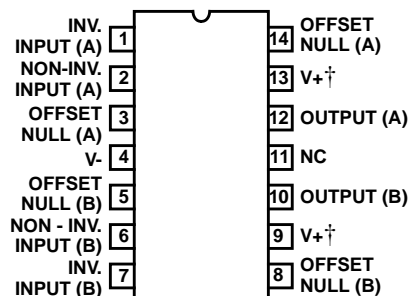 INV.
INPUT (A)
1
NON-INV.
INPUT (A)
2
OFFSET
NULL (A)
3
V-
4
OFFSET
NULL (B)
5
NON - INV.
INPUT (B)
6
INV.
INPUT (B)
7
14
OFFSET
NULL (A)
13
V+†
12
OUTPUT (A)
11
NC
10
OUTPUT (B)
9
V+†
8
OFFSET
NULL (B)